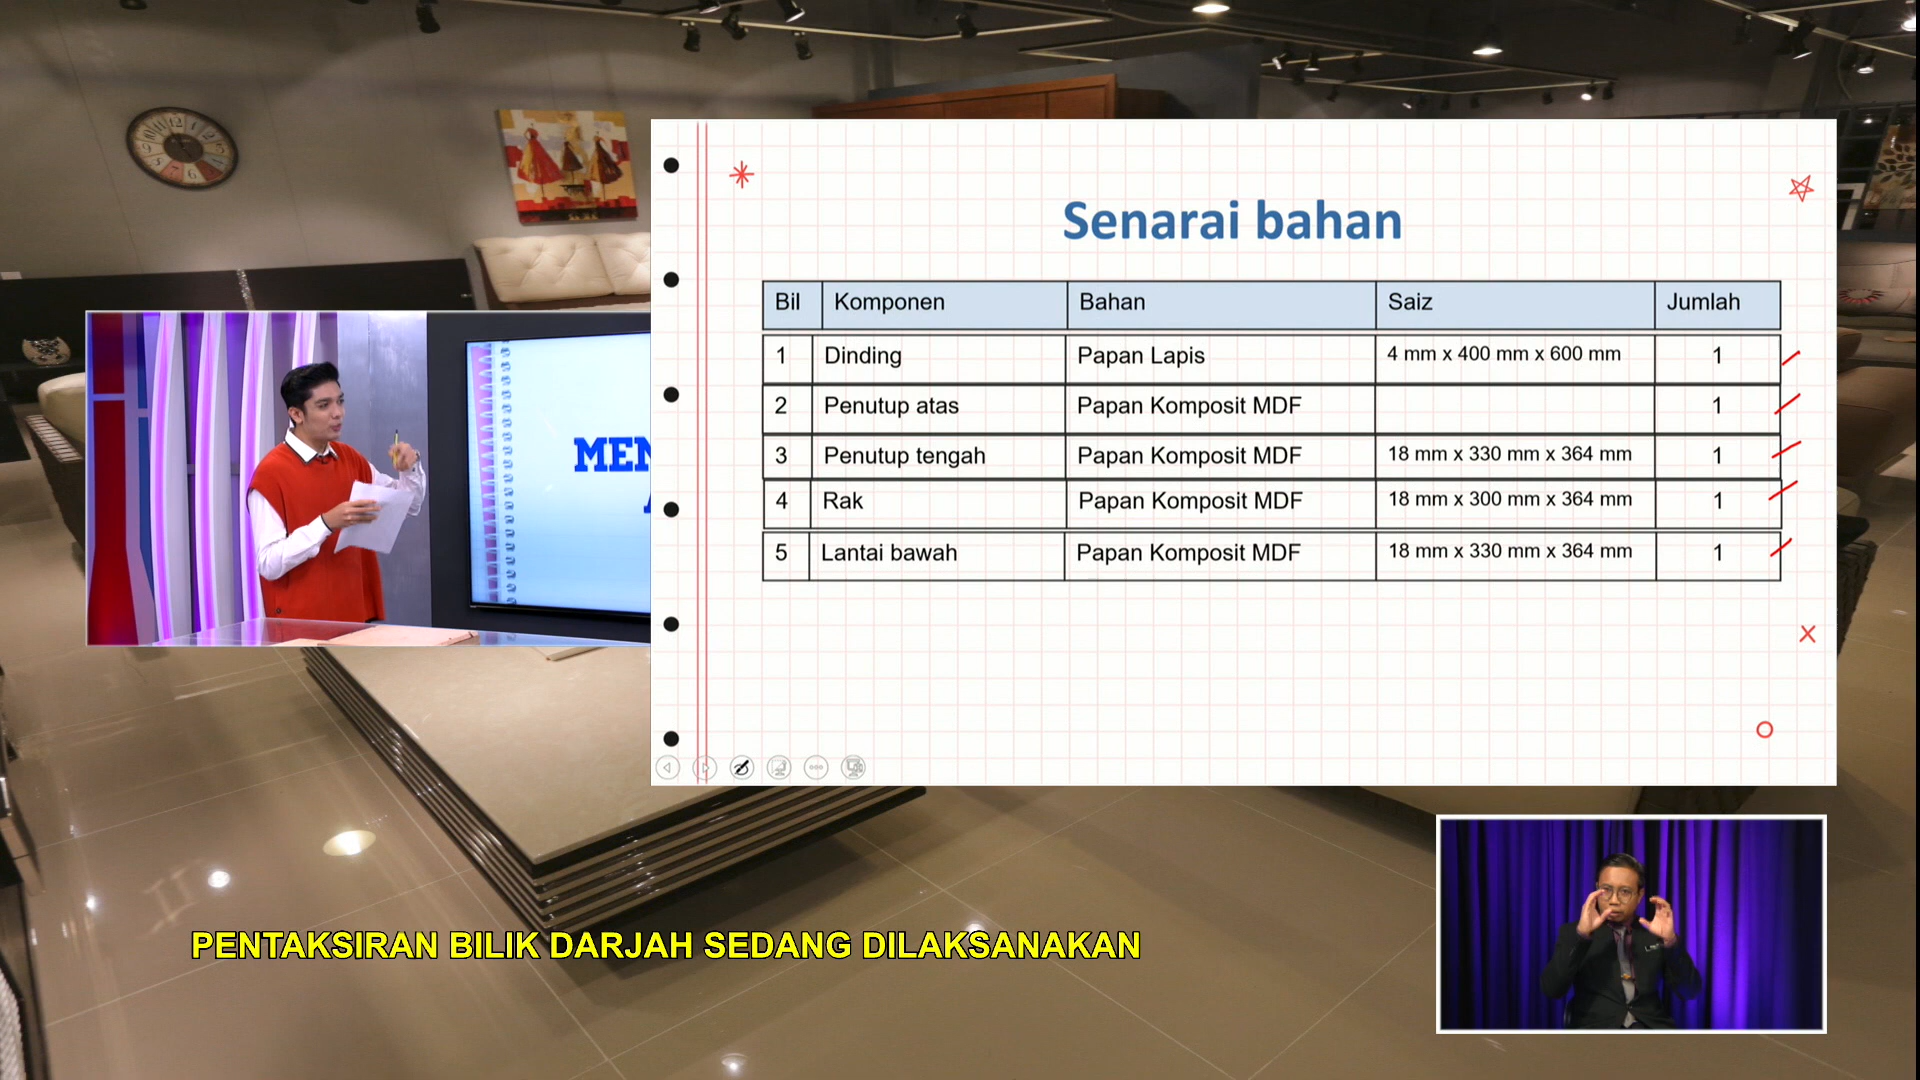 Senarai bahan
Bil Komponen Bahan Saiz Jumlah
1 Dinding Papan Lapis 4 mm x 400 mm x 600 mm 1
2 Penutup atas Papan Komposit MDF 1
3 Penutup tengah Papan Komposit MDF 18 mm x 330 mm x 364 mm 1
4 Rak Papan Komposit MDF 18 mm x 300 mm x 364 mm 1
5 Lantai bawah Papan Komposit MDF 18 mm x 330 mm x 364 mm 1
MEN
PENTAKSIRAN BILIK DARJAH SEDANG DILAKSANAKAN